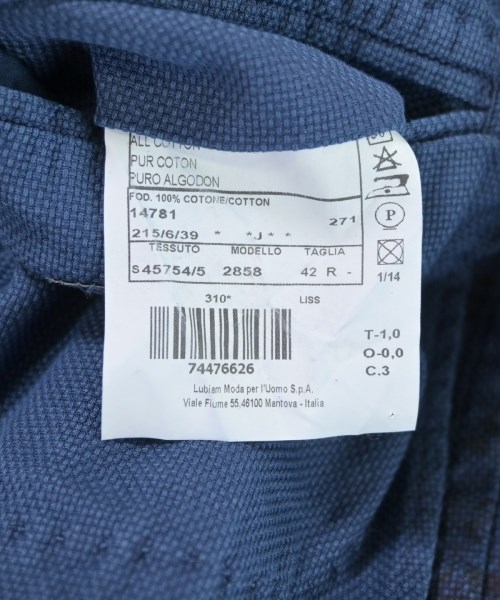 ALL COTTON
PUR COTON
PURO ALGODON
FOD. 100% COTONE/COTTON
14781 271
215/6/39 * *J* *
TESSUTO MODELLO TAGLIA
S45754/5 2858 42 R -
1/14
P
310* LISS
74476626
T-1,0
O-0,0
C.3
Lubiam Moda per l'Uomo S.p.A.
Viale Fiume 55,46100 Mantova - Italia